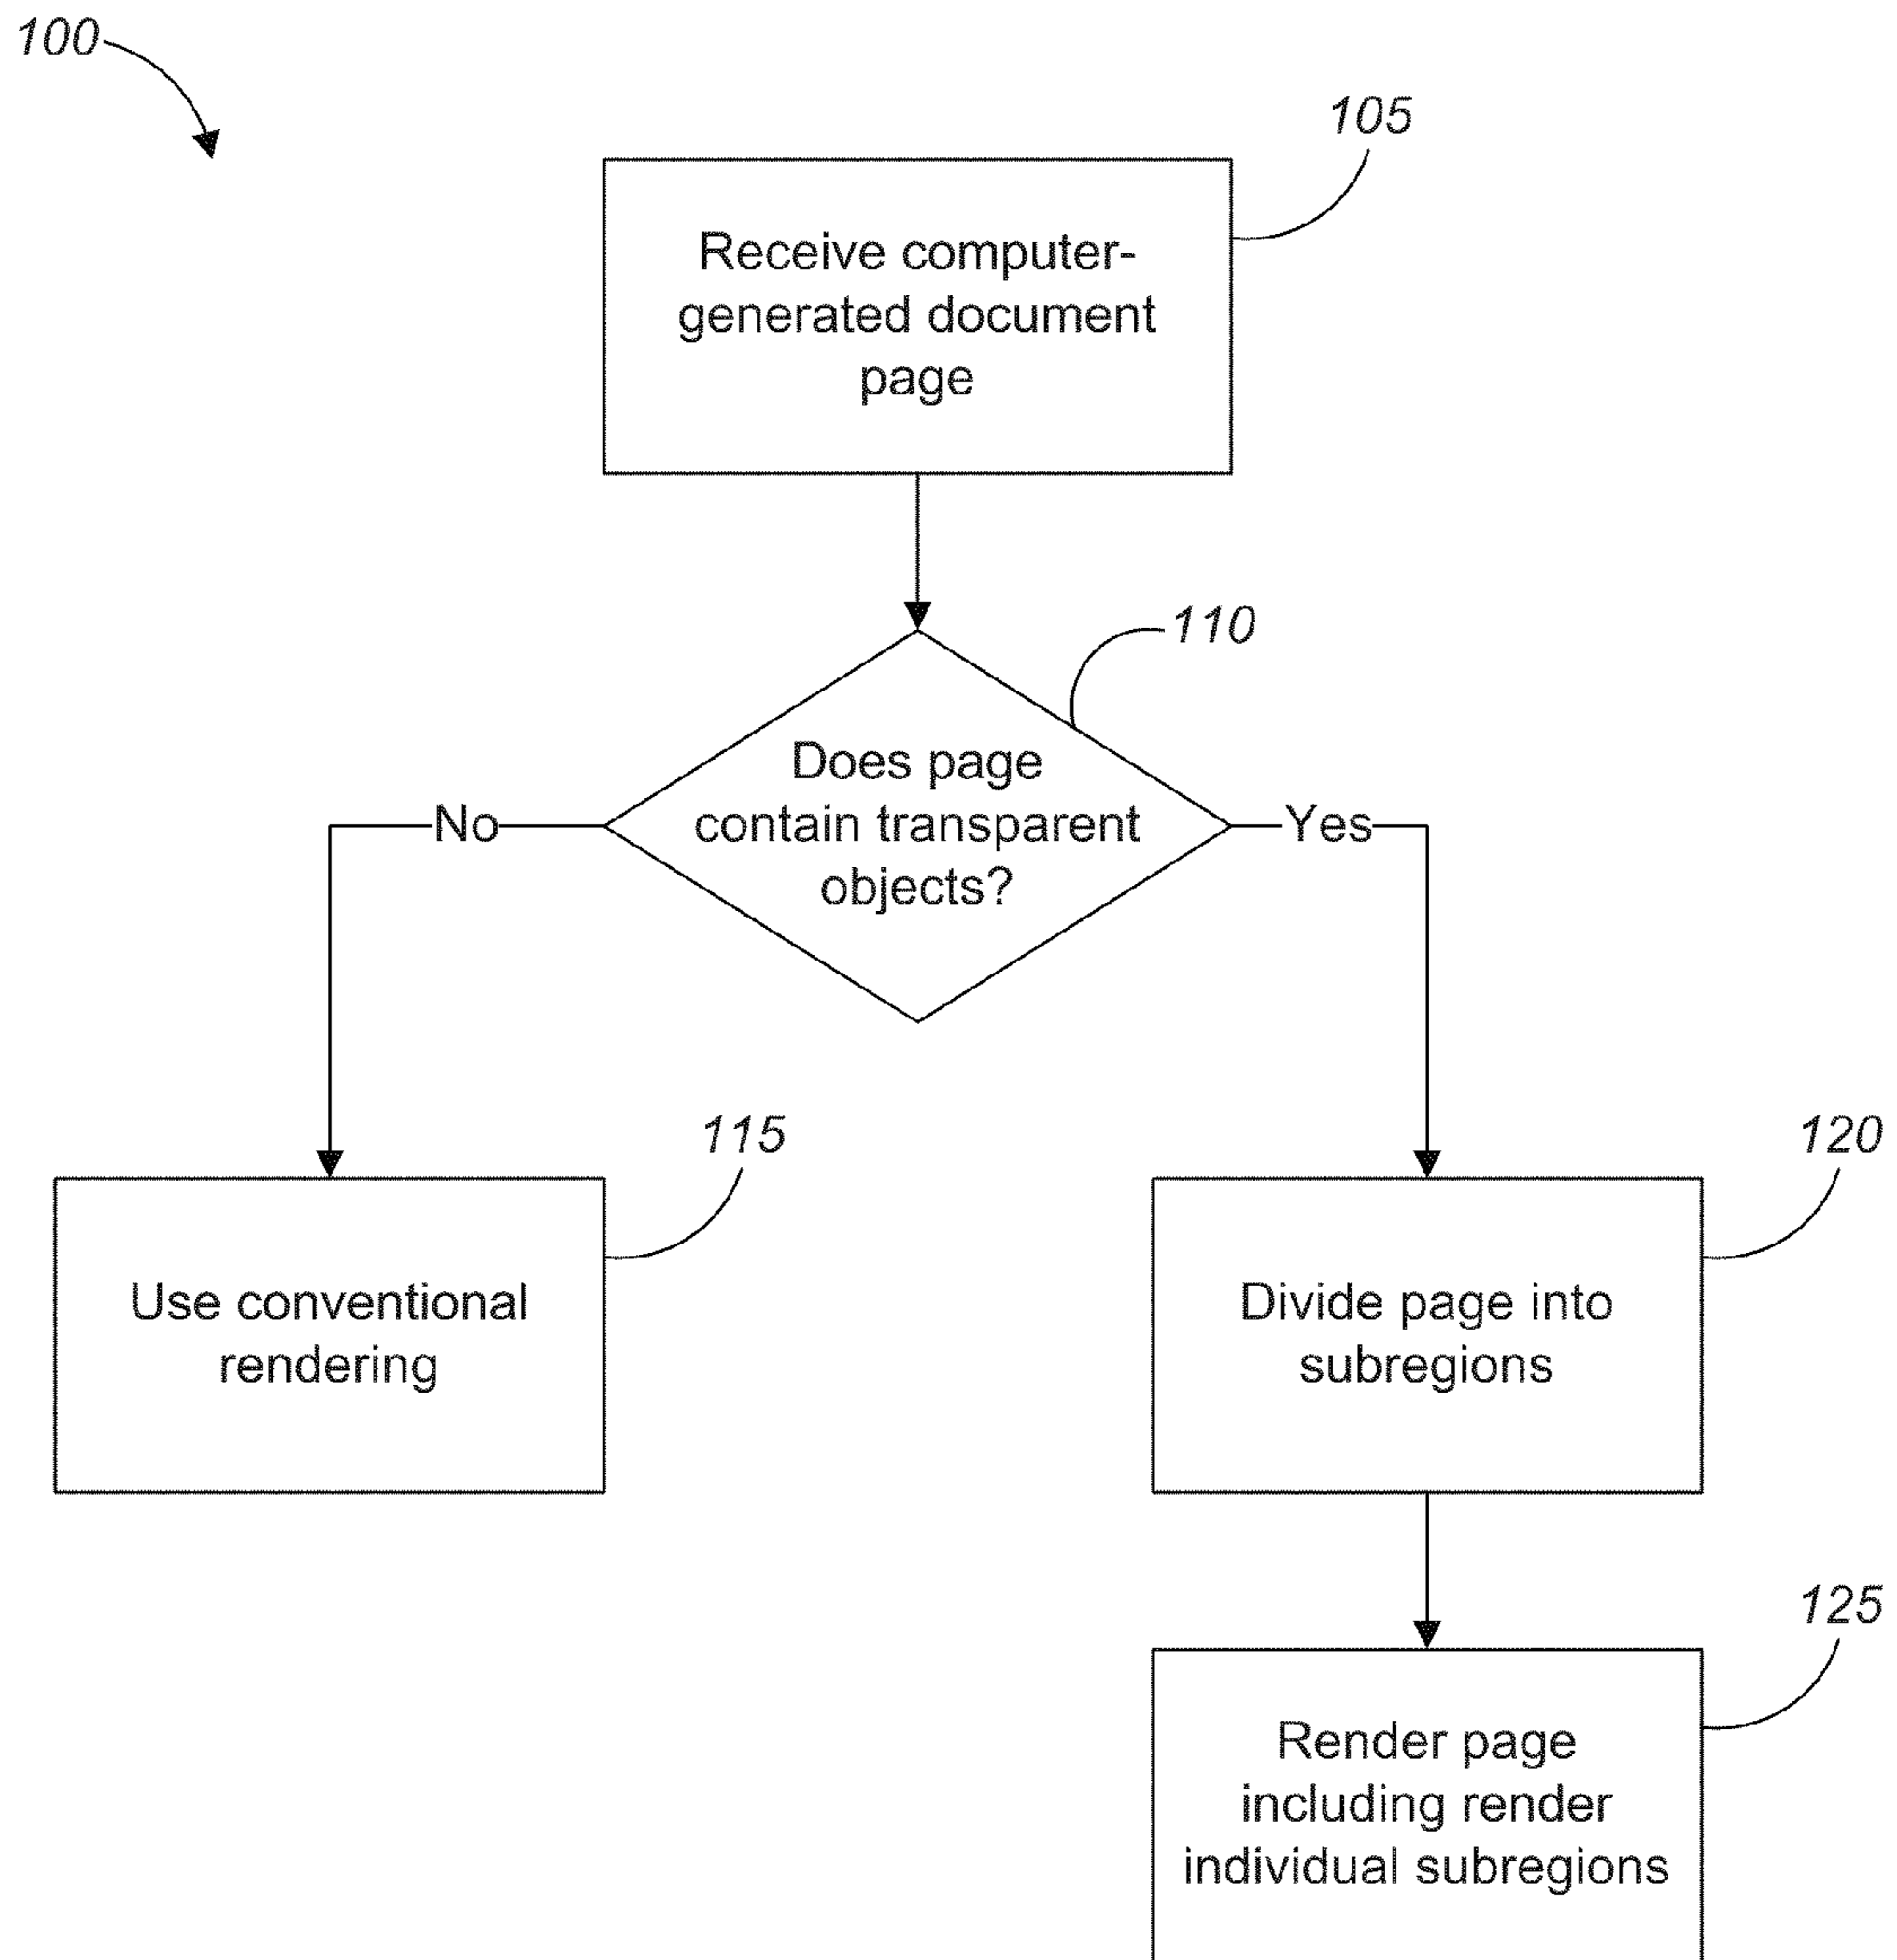 100
105
Receive computer-
generated document
page
110
Does page
contain transparent
objects?
No
Yes
115
Use conventional
rendering
120
Divide page into
subregions
125
Render page
including render
individual subregions